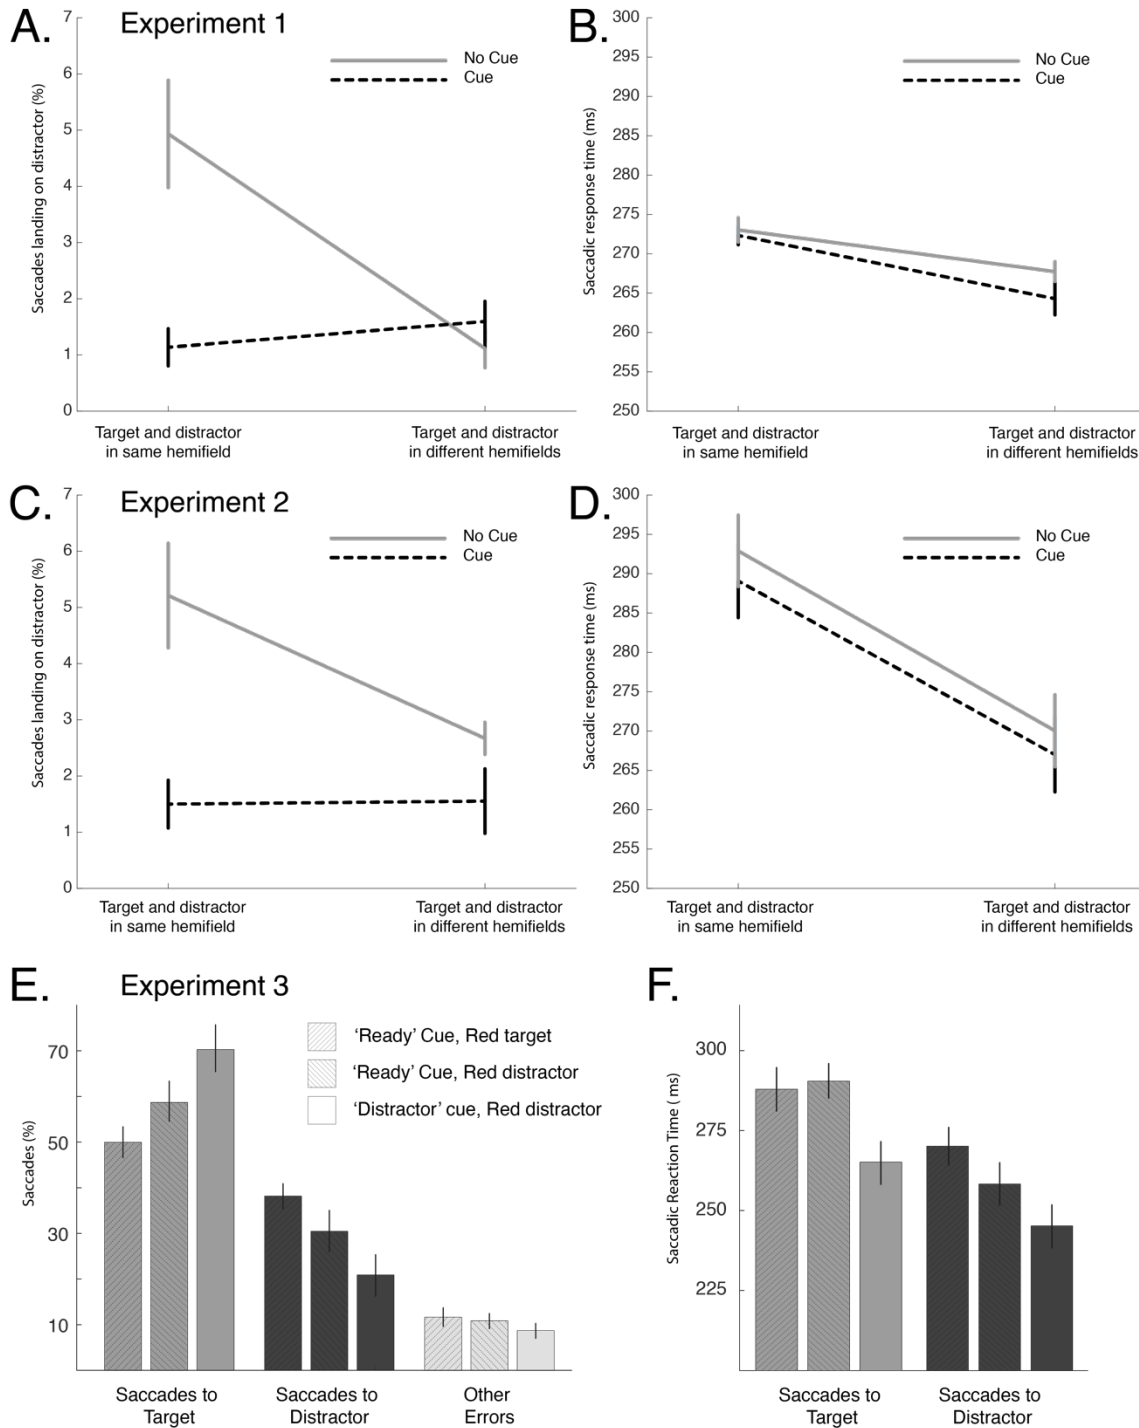 A. Experiment 1
7
6
5
4
3
2
1
0
Saccades landing on distractor (%)
No Cue
Cue
Target and distractor
in same hemifield
Target and distractor
in different hemifields
B.
300
295
290
285
280
275
270
265
260
255
250
Saccadic response time (ms)
No Cue
Cue
Target and distractor
in same hemifield
Target and distractor
in different hemifields
C. Experiment 2
7
6
5
4
3
2
1
0
Saccades landing on distractor (%)
No Cue
Cue
Target and distractor
in same hemifield
Target and distractor
in different hemifields
D.
300
295
290
285
280
275
270
265
260
255
250
Saccadic response time (ms)
No Cue
Cue
Target and distractor
in same hemifield
Target and distractor
in different hemifields
E. Experiment 3
70
50
30
10
Saccades (%)
‘Ready’ Cue, Red target
‘Ready’ Cue, Red distractor
‘Distractor’ cue, Red distractor
Saccades to
Target
Saccades to
Distractor
Other
Errors
F.
300
275
250
225
Saccadic Reaction Time ( ms)
Saccades to
Target
Saccades to
Distractor